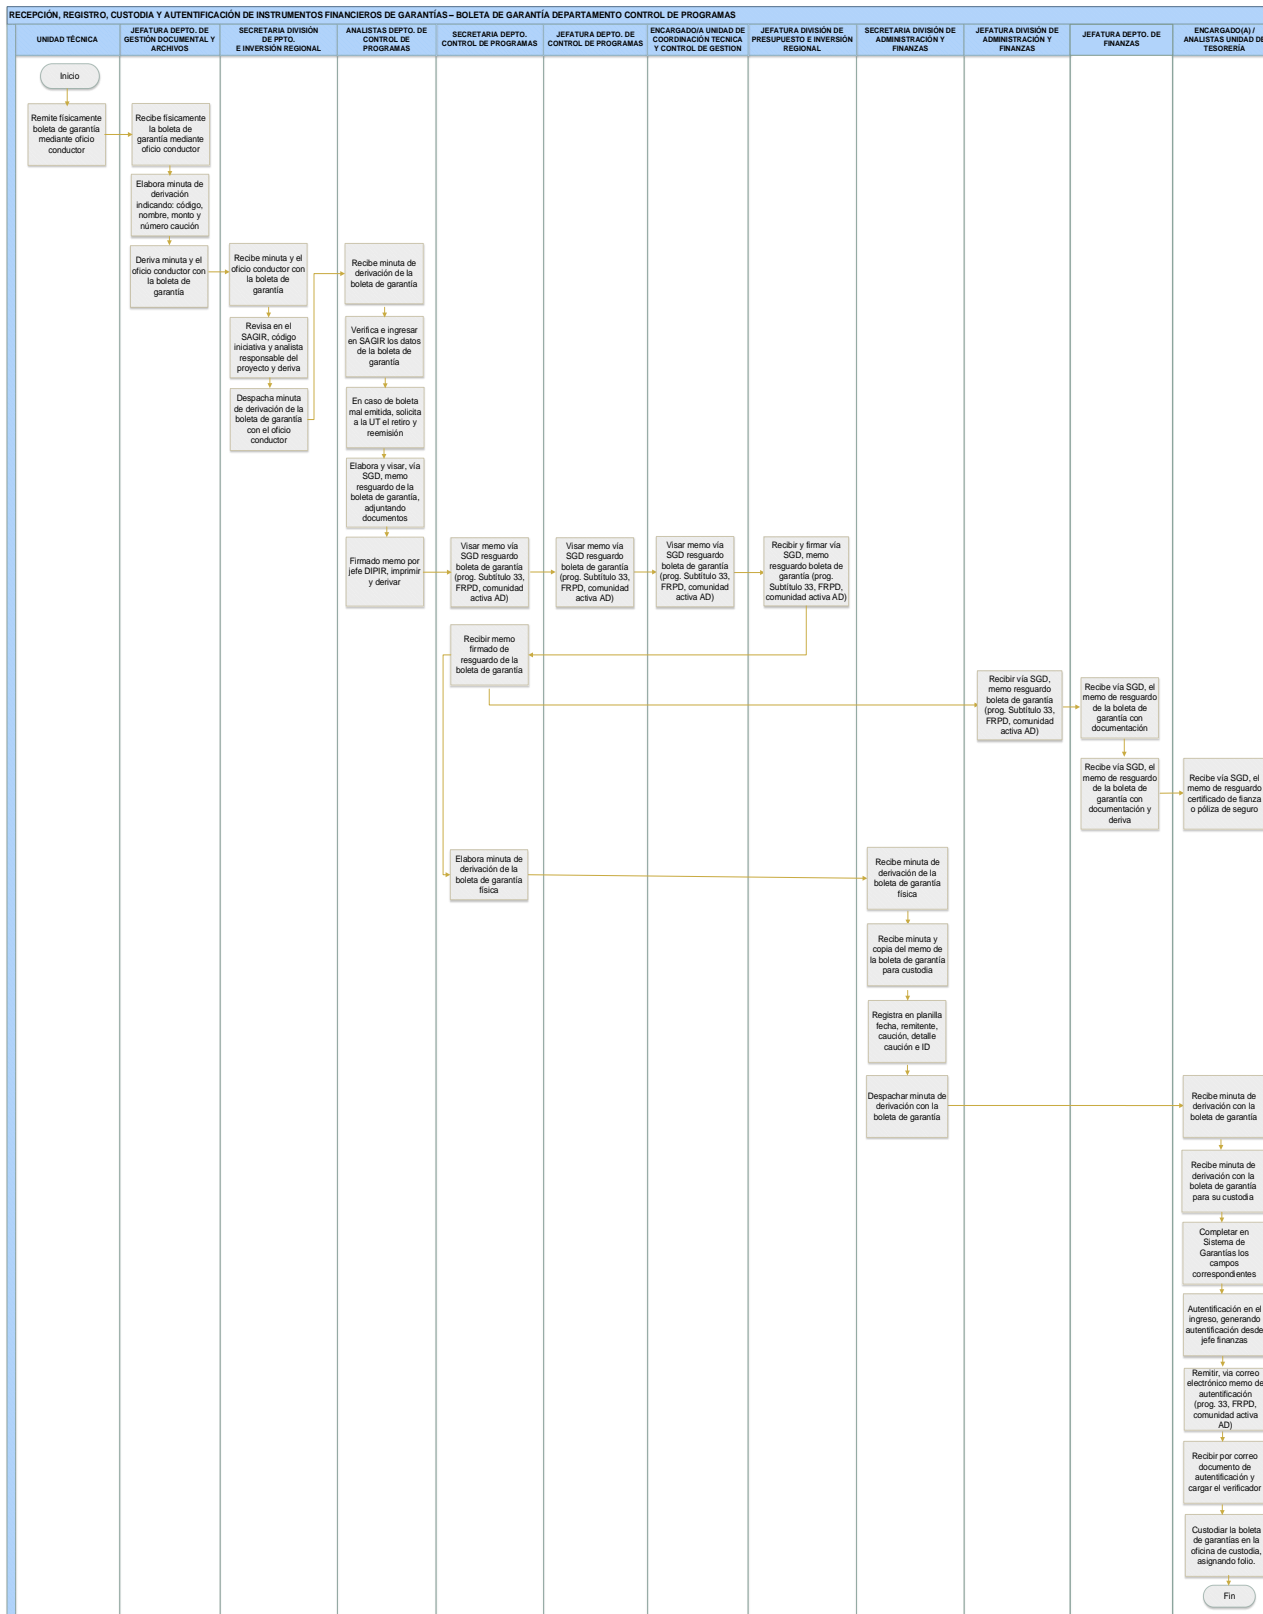 RECEPCIÓN, REGISTRO, CUSTODIA Y AUTENTIFICACIÓN DE INSTRUMENTOS FINANCIEROS DE GARANTÍAS – BOLETA DE GARANTÍA DEPARTAMENTO CONTROL DE PROGRAMAS
UNIDAD TÉCNICA
JEFATURA DEPTO. DE
GESTIÓN DOCUMENTAL Y
ARCHIVOS
SECRETARIA DIVISIÓN
DE PPTO.
E INVERSIÓN REGIONAL
ANALISTAS DEPTO. DE
CONTROL DE
PROGRAMAS
SECRETARIA DEPTO.
CONTROL DE PROGRAMAS
JEFATURA DEPTO. DE
CONTROL DE PROGRAMAS
ENCARGADO/A UNIDAD DE
COORDINACIÓN TECNICA
Y CONTROL DE GESTION
JEFATURA DIVISIÓN DE
PRESUPUESTO E INVERSIÓN
REGIONAL
SECRETARIA DIVISIÓN DE
ADMINISTRACIÓN Y
FINANZAS
JEFATURA DIVISIÓN DE
ADMINISTRACIÓN Y
FINANZAS
JEFATURA DEPTO. DE
FINANZAS
ENCARGADO(A) /
ANALISTAS UNIDAD DE
TESORERÍA
Inicio
Remite físicamente
boleta de garantía
mediante oficio
conductor
Recibe físicamente
la boleta de
garantía mediante
oficio conductor
Elabora minuta de
derivación
indicando: código,
nombre, monto y
número caución
Deriva minuta y el
oficio conductor con
la boleta de
garantía
Recibe minuta y el
oficio conductor con
la boleta de
garantía
Revisa en el
SAGIR, código
iniciativa y analista
responsable del
proyecto y deriva
Despacha minuta
de derivación de la
boleta de garantía
con el oficio
conductor
Recibe minuta de
derivación de la
boleta de garantía
Verifica e ingresar
en SAGIR los datos
de la boleta de
garantía
En caso de boleta
mal emitida, solicita
a la UT el retiro y
reemisión
Elabora y visar, vía
SGD, memo
resguardo de la
boleta de garantía,
adjuntando
documentos
Firmado memo por
jefe DIPIR, imprimir
y derivar
Visar memo vía
SGD resguardo
boleta de garantía
(prog. Subtítulo 33,
FRPD, comunidad
activa AD)
Visar memo vía
SGD resguardo
boleta de garantía
(prog. Subtítulo 33,
FRPD, comunidad
activa AD)
Visar memo vía
SGD resguardo
boleta de garantía
(prog. Subtítulo 33,
FRPD, comunidad
activa AD)
Recibir y firmar vía
SGD, memo
resguardo boleta de
garantía (prog.
Subtítulo 33, FRPD,
comunidad activa AD)
Recibir memo
firmado de
resguardo de la
boleta de garantía
Recibir vía SGD,
memo resguardo
boleta de garantía
(prog. Subtítulo 33,
FRPD, comunidad
activa AD)
Recibe vía SGD, el
memo de resguardo
de la boleta de
garantía con
documentación
Recibe vía SGD, el
memo de resguardo
de la boleta de
garantía con
documentación y
deriva
Recibe vía SGD, el
memo de resguardo
certificado de fianza
o póliza de seguro
Elabora minuta de
derivación de la
boleta de garantía
física
Recibe minuta de
derivación de la
boleta de garantía
física
Recibe minuta y
copia del memo de
la boleta de garantía
para custodia
Registra en planilla
fecha, remitente,
caución, detalle
caución e ID
Despachar minuta de
derivación con la
boleta de garantía
Recibe minuta de
derivación con la
boleta de garantía
Recibe minuta de
derivación con la
boleta de garantía
para su custodia
Completar en
Sistema de
Garantías los
campos
correspondientes
Autentificación en el
ingreso, generando
autentificación desde
jefe finanzas
Remitir, via correo
electrónico memo de
autentificación
(prog. 33, FRPD,
comunidad activa
AD)
Recibir por correo
documento de
autentificación y
cargar el verificador
Custodiar la boleta
de garantías en la
oficina de custodia,
asignando folio.
Fin